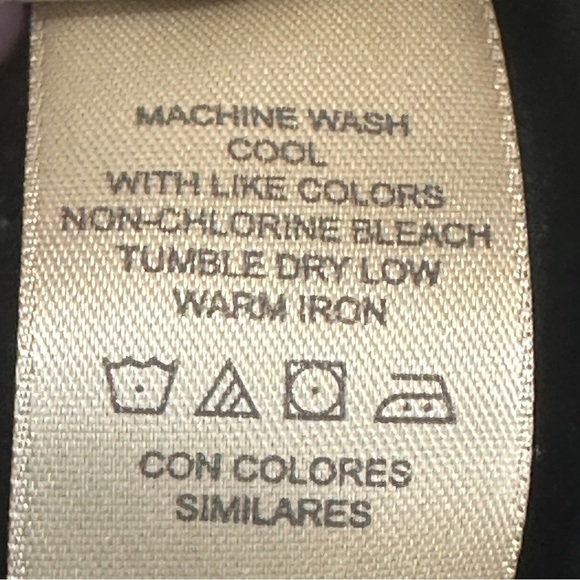 MACHINE WASH
COOL
WITH LIKE COLORS
NON-CHLORINE BLEACH
TUMBLE DRY LOW
WARM IRON
CON COLORES
SIMILARES